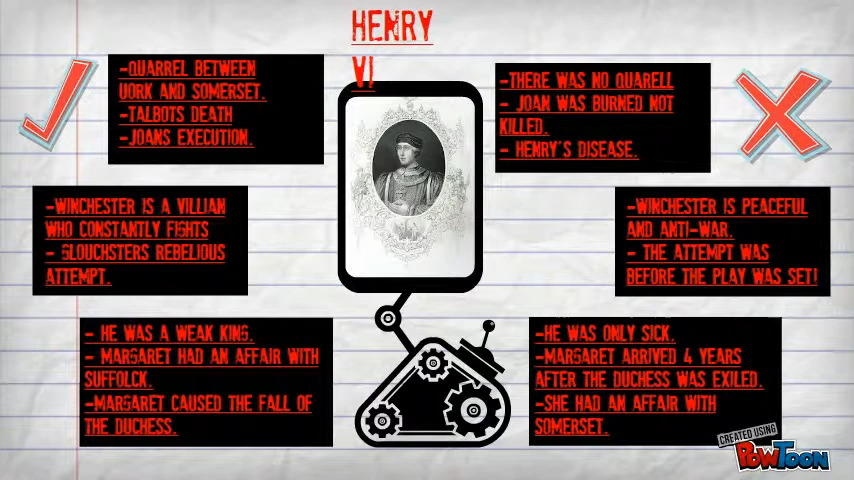 HENRY
VI
-QUARREL BETWEEN
UORK AND SOMERSET.
-TALBOTS DEATH
-JOANS EXECUTION.
-THERE WAS NO QUARELL
- JOAN WAS BURNED NOT
KILLED.
- HENRY'S DISEASE.
-WINCHESTER IS A VILLIAN
WHO CONSTANTLY FIGHTS
- GLOUCHSTERS REBELIOUS
ATTEMPT.
-WINCHESTER IS PEACEFUL
AND ANTI-WAR.
- THE ATTEMPT WAS
BEFORE THE PLAY WAS SET!
- HE WAS A WEAK KING.
- MARGARET HAD AN AFFAIR WITH
SUFFOLCK.
-MARGARET CAUSED THE FALL OF
THE DUCHESS.
-HE WAS ONLY SICK.
-MARGARET ARRIVED 4 YEARS
AFTER THE DUCHESS WAS EXILED.
-SHE HAD AN AFFAIR WITH
SOMERSET.
CREATED USING
POWTOON